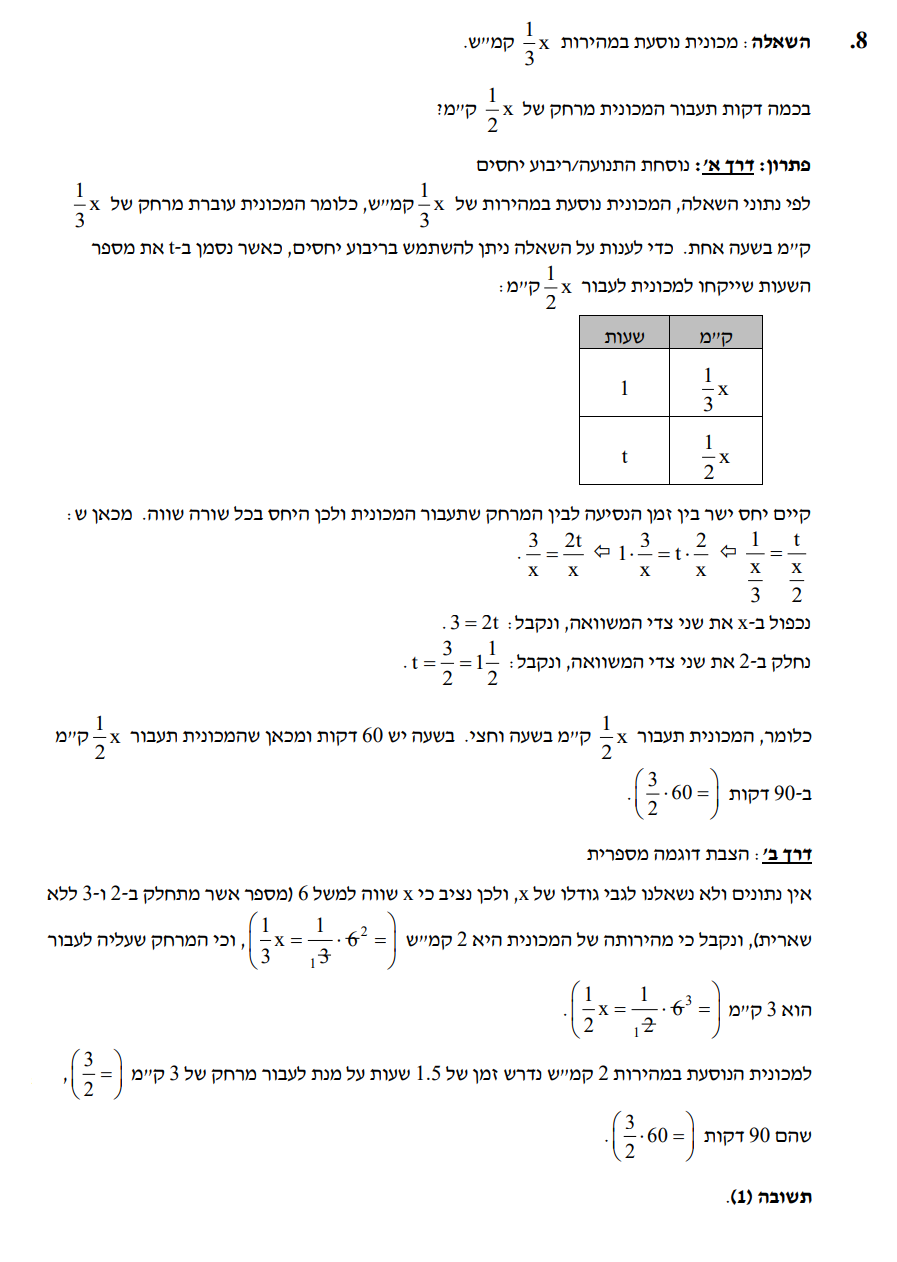 8. השאלה: מכונית נוסעת במהירות $\frac{1}{3}x$ קמ"ש.
בכמה דקות תעבור המכונית מרחק של $\frac{1}{2}x$ ק"מ?
פתרון: דרך א': נוסחת התנועה/ריבוע יחסים
לפי נתוני השאלה, המכונית נוסעת במהירות של $\frac{1}{3}x$ קמ"ש, כלומר המכונית עוברת מרחק של $\frac{1}{3}x$
ק"מ בשעה אחת. כדי לענות על השאלה ניתן להשתמש בריבוע יחסים, כאשר נסמן ב-t את מספר
השעות שייקחו למכונית לעבור $\frac{1}{2}x$ ק"מ:
ק"מ שעות
$\frac{1}{3}x$ 1
$\frac{1}{2}x$ t
קיים יחס ישר בין זמן הנסיעה לבין המרחק שתעבור המכונית ולכן היחס בכל שורה שווה. מכאן ש:
$\frac{1}{\frac{x}{3}} = \frac{t}{\frac{x}{2}}$ ⇦ $1 \cdot \frac{3}{x} = t \cdot \frac{2}{x}$ ⇦ $\frac{3}{x} = \frac{2t}{x}$.
נכפול ב-x את שני צדי המשוואה, ונקבל: $3 = 2t$.
נחלק ב-2 את שני צדי המשוואה, ונקבל: $t = \frac{3}{2} = 1\frac{1}{2}$.
כלומר, המכונית תעבור $\frac{1}{2}x$ ק"מ בשעה וחצי. בשעה יש 60 דקות ומכאן שהמכונית תעבור $\frac{1}{2}x$ ק"מ
ב-90 דקות $\left(\frac{3}{2} \cdot 60 =\right)$.
דרך ב': הצבת דוגמה מספרית
אין נתונים ולא נשאלנו לגבי גודלו של x, ולכן נציב כי x שווה למשל 6 (מספר אשר מתחלק ב-2 ו-3 ללא
שארית), ונקבל כי מהירותה של המכונית היא 2 קמ"ש $\left(\frac{1}{3}x = \frac{1}{{}_1\cancel{3}} \cdot \cancel{6}^2 =\right)$, וכי המרחק שעליה לעבור
הוא 3 ק"מ $\left(\frac{1}{2}x = \frac{1}{{}_1\cancel{2}} \cdot \cancel{6}^3 =\right)$.
למכונית הנוסעת במהירות 2 קמ"ש נדרש זמן של 1.5 שעות על מנת לעבור מרחק של 3 ק"מ $\left(\frac{3}{2} =\right)$,
שהם 90 דקות $\left(\frac{3}{2} \cdot 60 =\right)$.
תשובה (1).